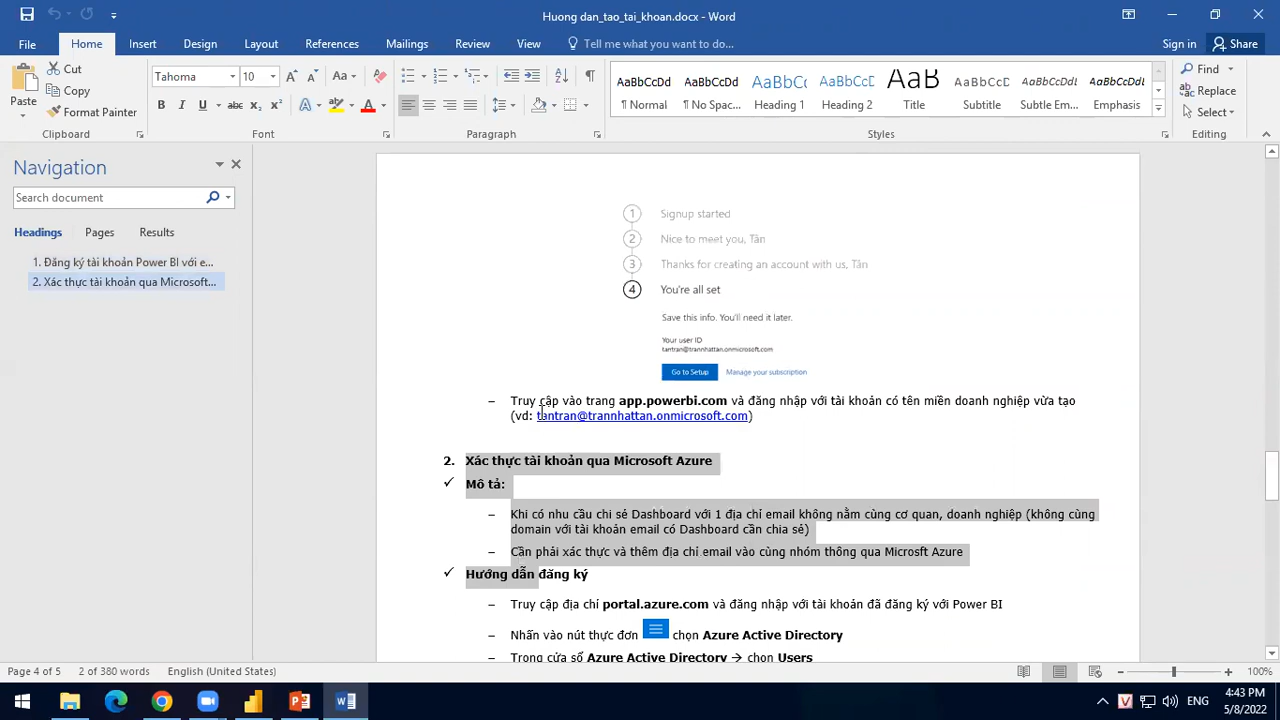 Huong_dan_tao_tai_khoan.docx - Word
File Home Insert Design Layout References Mailings Review View Tell me what you want to do... Sign in Share
Paste
Cut
Copy
Format Painter
Tahoma 10
AaBbCcDd AaBbCcDd AaBbCc AaBbCcD AaB AaBbCcD AaBbCcDd AaBbCcDd
¶ Normal ¶ No Spac... Heading 1 Heading 2 Title Subtitle Subtle Em... Emphasis
Find
Replace
Select
Clipboard Font Paragraph Styles Editing
Navigation
Search document
Headings Pages Results
1. Đăng ký tài khoản Power BI với e...
2. Xác thực tài khoản qua Microsoft...
1 Signup started
2 Nice to meet you, Tân
3 Thanks for creating an account with us, Tân
4 You're all set
Save this info. You'll need it later.
Your user ID
tantran@trannhattan.onmicrosoft.com
Go to Setup Manage your subscription
– Truy cập vào trang app.powerbi.com và đăng nhập với tài khoản có tên miền doanh nghiệp vừa tạo
(vd: tantran@trannhattan.onmicrosoft.com)
2. Xác thực tài khoản qua Microsoft Azure
✓ Mô tả:
– Khi có nhu cầu chi sẻ Dashboard với 1 địa chỉ email không nằm cùng cơ quan, doanh nghiệp (không cùng
domain với tài khoản email có Dashboard cần chia sẻ)
– Cần phải xác thực và thêm địa chỉ email vào cùng nhóm thông qua Microsft Azure
✓ Hướng dẫn đăng ký
– Truy cập địa chỉ portal.azure.com và đăng nhập với tài khoản đã đăng ký với Power BI
– Nhấn vào nút thực đơn chọn Azure Active Directory
– Trong cửa sổ Azure Active Directory → chọn Users
Page 4 of 5 2 of 380 words English (United States) 100%
ENG
4:43 PM
5/8/2022